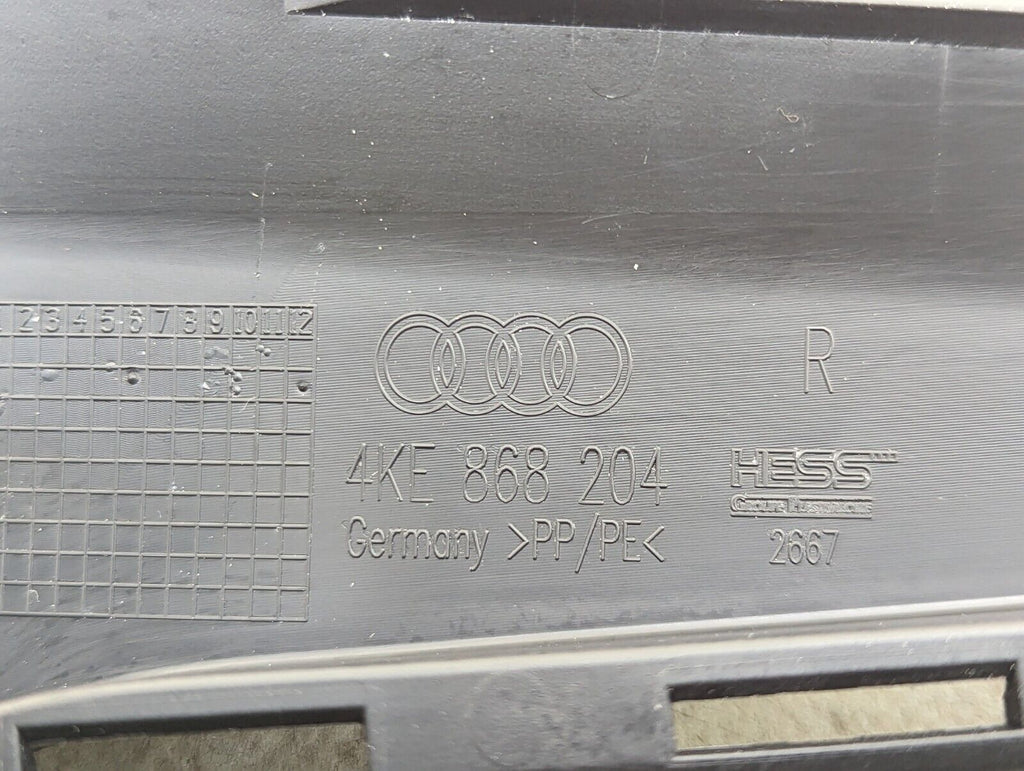 1 2 3 4 5 6 7 8 9 10 11 12
R
4KE 868 204
HESS
Germany >PP/PE<
2667